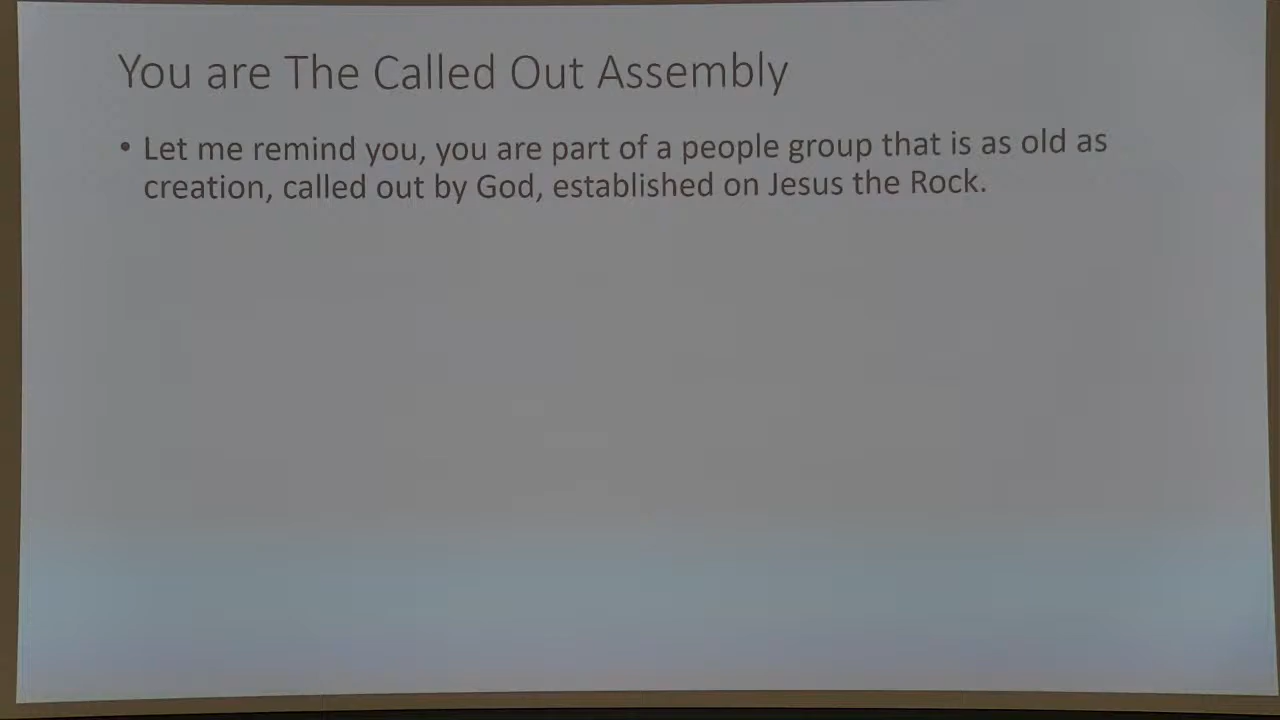 You are The Called Out Assembly
• Let me remind you, you are part of a people group that is as old as
creation, called out by God, established on Jesus the Rock.